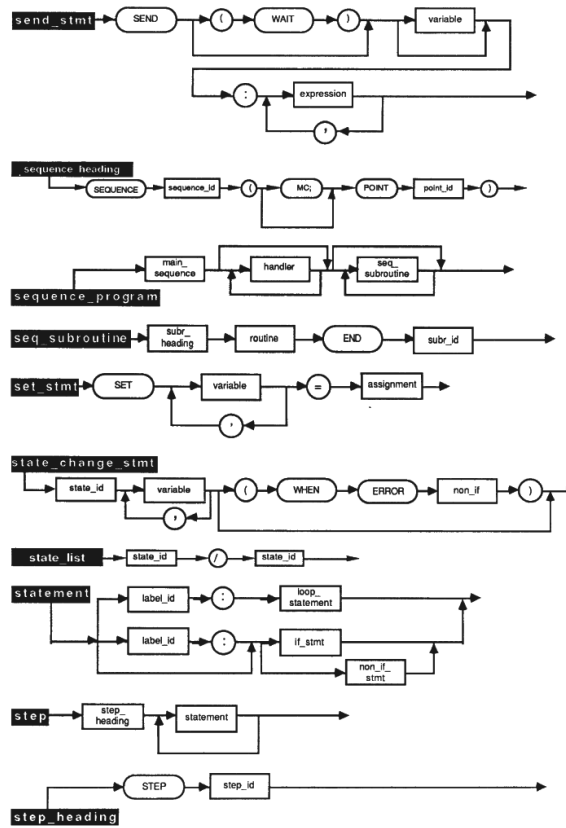 send_stmt SEND ( WAIT ) variable
: expression
,
sequence heading
SEQUENCE sequence_id ( MC; POINT point_id )
main_ sequence handler seq_ subroutine
sequence_program
seq_subroutine subr_ heading routine END subr_id
set_stmt SET variable = assignment
,
state_change_stmt
state_id variable ( WHEN ERROR non_if )
,
state_list state_id / state_id
statement label_id : loop_ statement
label_id : if_stmt
non_if_ stmt
step step_ heading statement
STEP step_id
step_heading